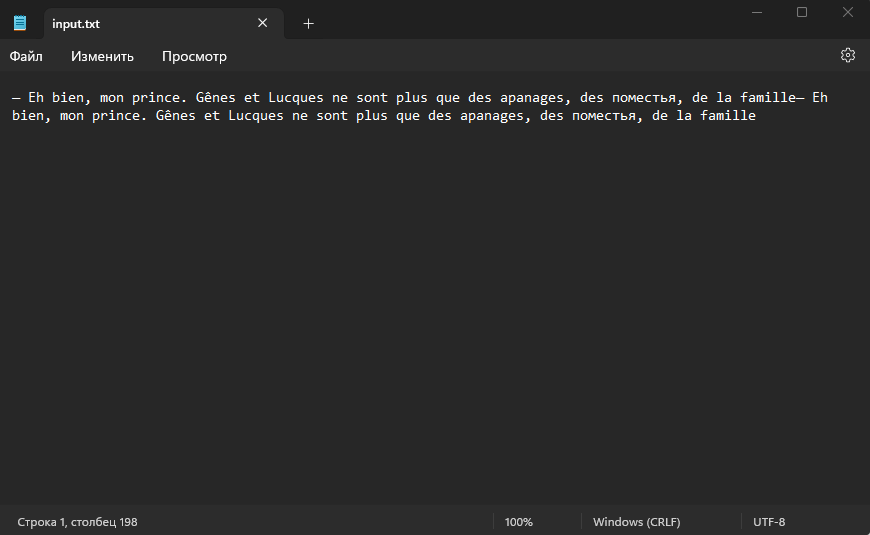 input.txt
Файл Изменить Просмотр
— Eh bien, mon prince. Gênes et Lucques ne sont plus que des apanages, des поместья, de la famille— Eh
bien, mon prince. Gênes et Lucques ne sont plus que des apanages, des поместья, de la famille
Строка 1, столбец 198 100% Windows (CRLF) UTF-8